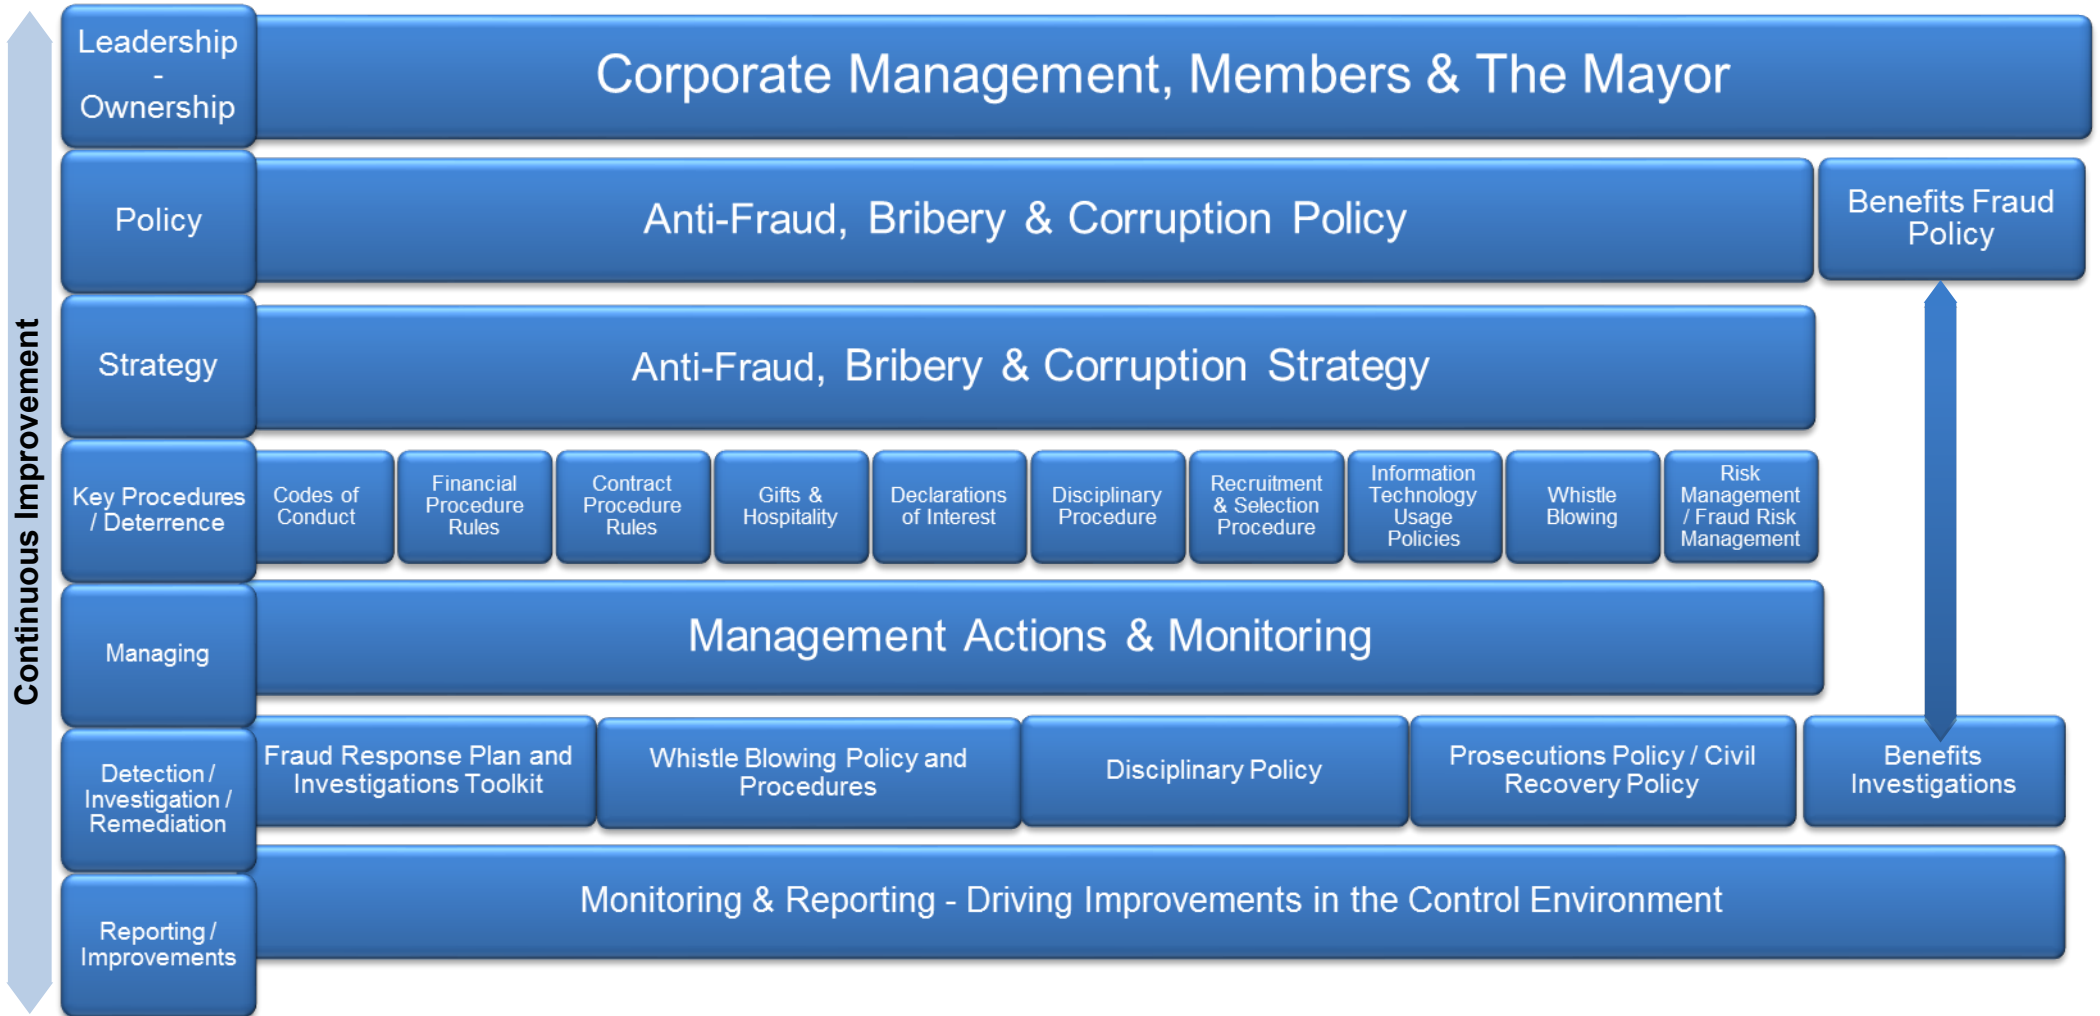 Continuous Improvement
Leadership
-
Ownership
Corporate Management, Members & The Mayor
Policy
Anti-Fraud, Bribery & Corruption Policy
Benefits Fraud
Policy
Strategy
Anti-Fraud, Bribery & Corruption Strategy
Key Procedures
/ Deterrence
Codes of
Conduct
Financial
Procedure
Rules
Contract
Procedure
Rules
Gifts &
Hospitality
Declarations
of Interest
Disciplinary
Procedure
Recruitment
& Selection
Procedure
Information
Technology
Usage
Policies
Whistle
Blowing
Risk
Management
/ Fraud Risk
Management
Managing
Management Actions & Monitoring
Detection /
Investigation /
Remediation
Fraud Response Plan and
Investigations Toolkit
Whistle Blowing Policy and
Procedures
Disciplinary Policy
Prosecutions Policy / Civil
Recovery Policy
Benefits
Investigations
Reporting /
Improvements
Monitoring & Reporting - Driving Improvements in the Control Environment